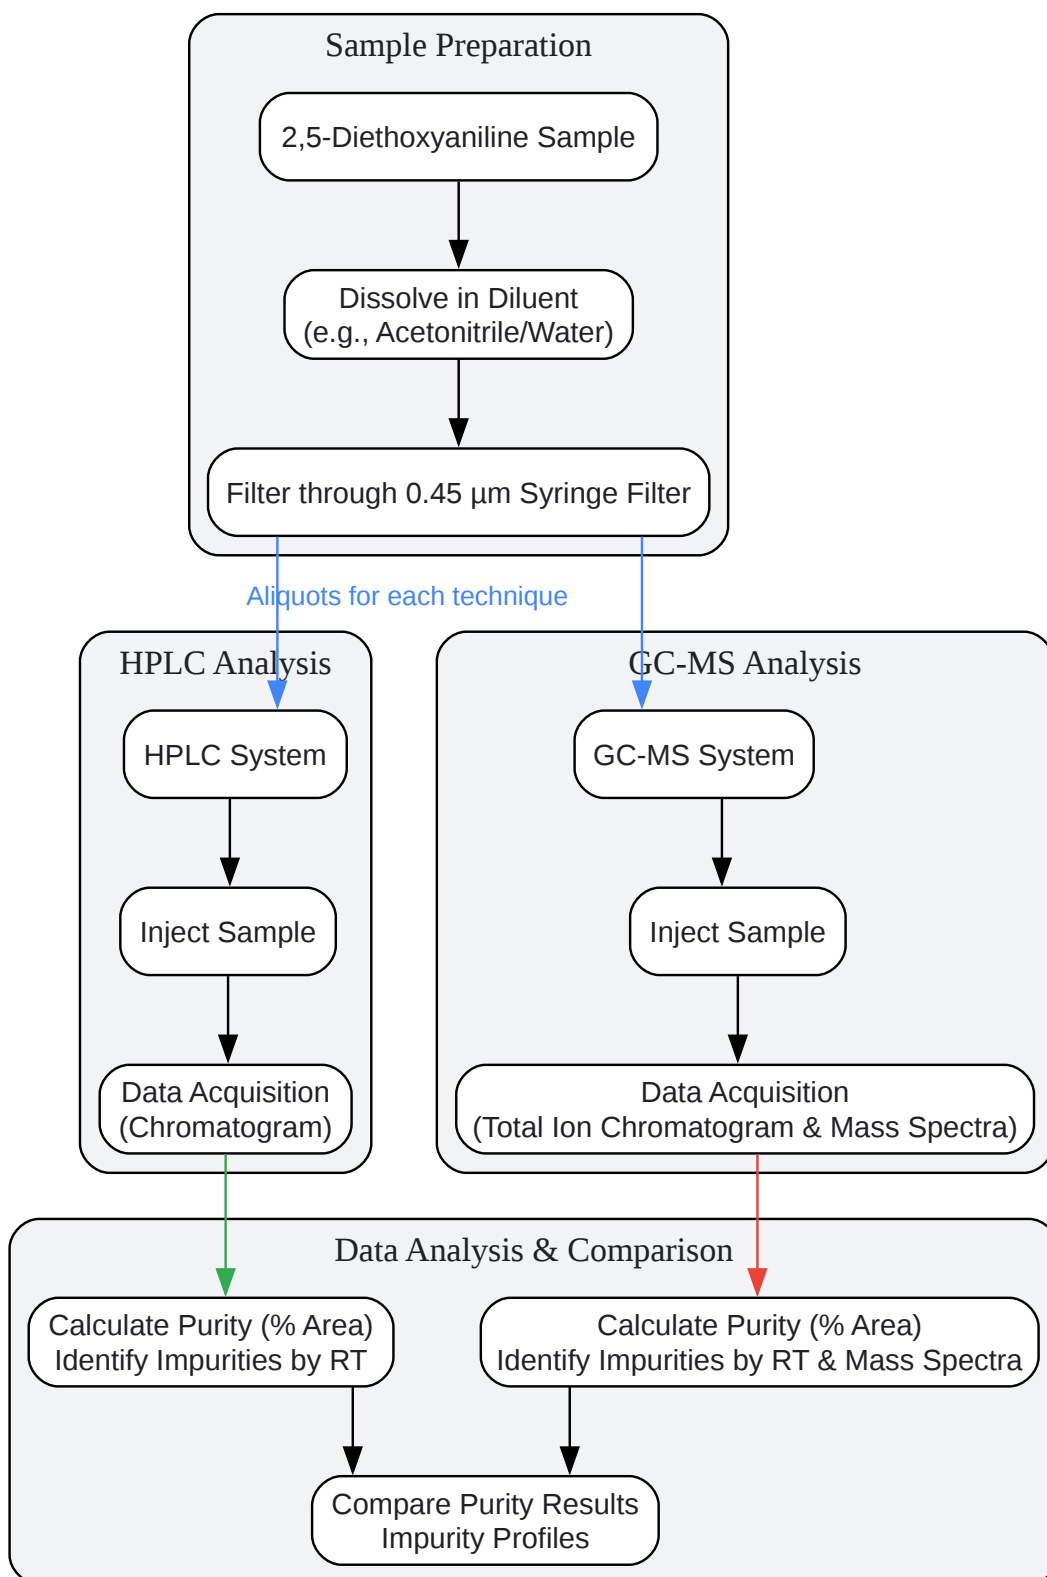 Sample Preparation
2,5-Diethoxyaniline Sample
Dissolve in Diluent
(e.g., Acetonitrile/Water)
Filter through 0.45 µm Syringe Filter
Aliquots for each technique
HPLC Analysis
HPLC System
Inject Sample
Data Acquisition
(Chromatogram)
GC-MS Analysis
GC-MS System
Inject Sample
Data Acquisition
(Total Ion Chromatogram & Mass Spectra)
Data Analysis & Comparison
Calculate Purity (% Area)
Identify Impurities by RT
Calculate Purity (% Area)
Identify Impurities by RT & Mass Spectra
Compare Purity Results
Impurity Profiles